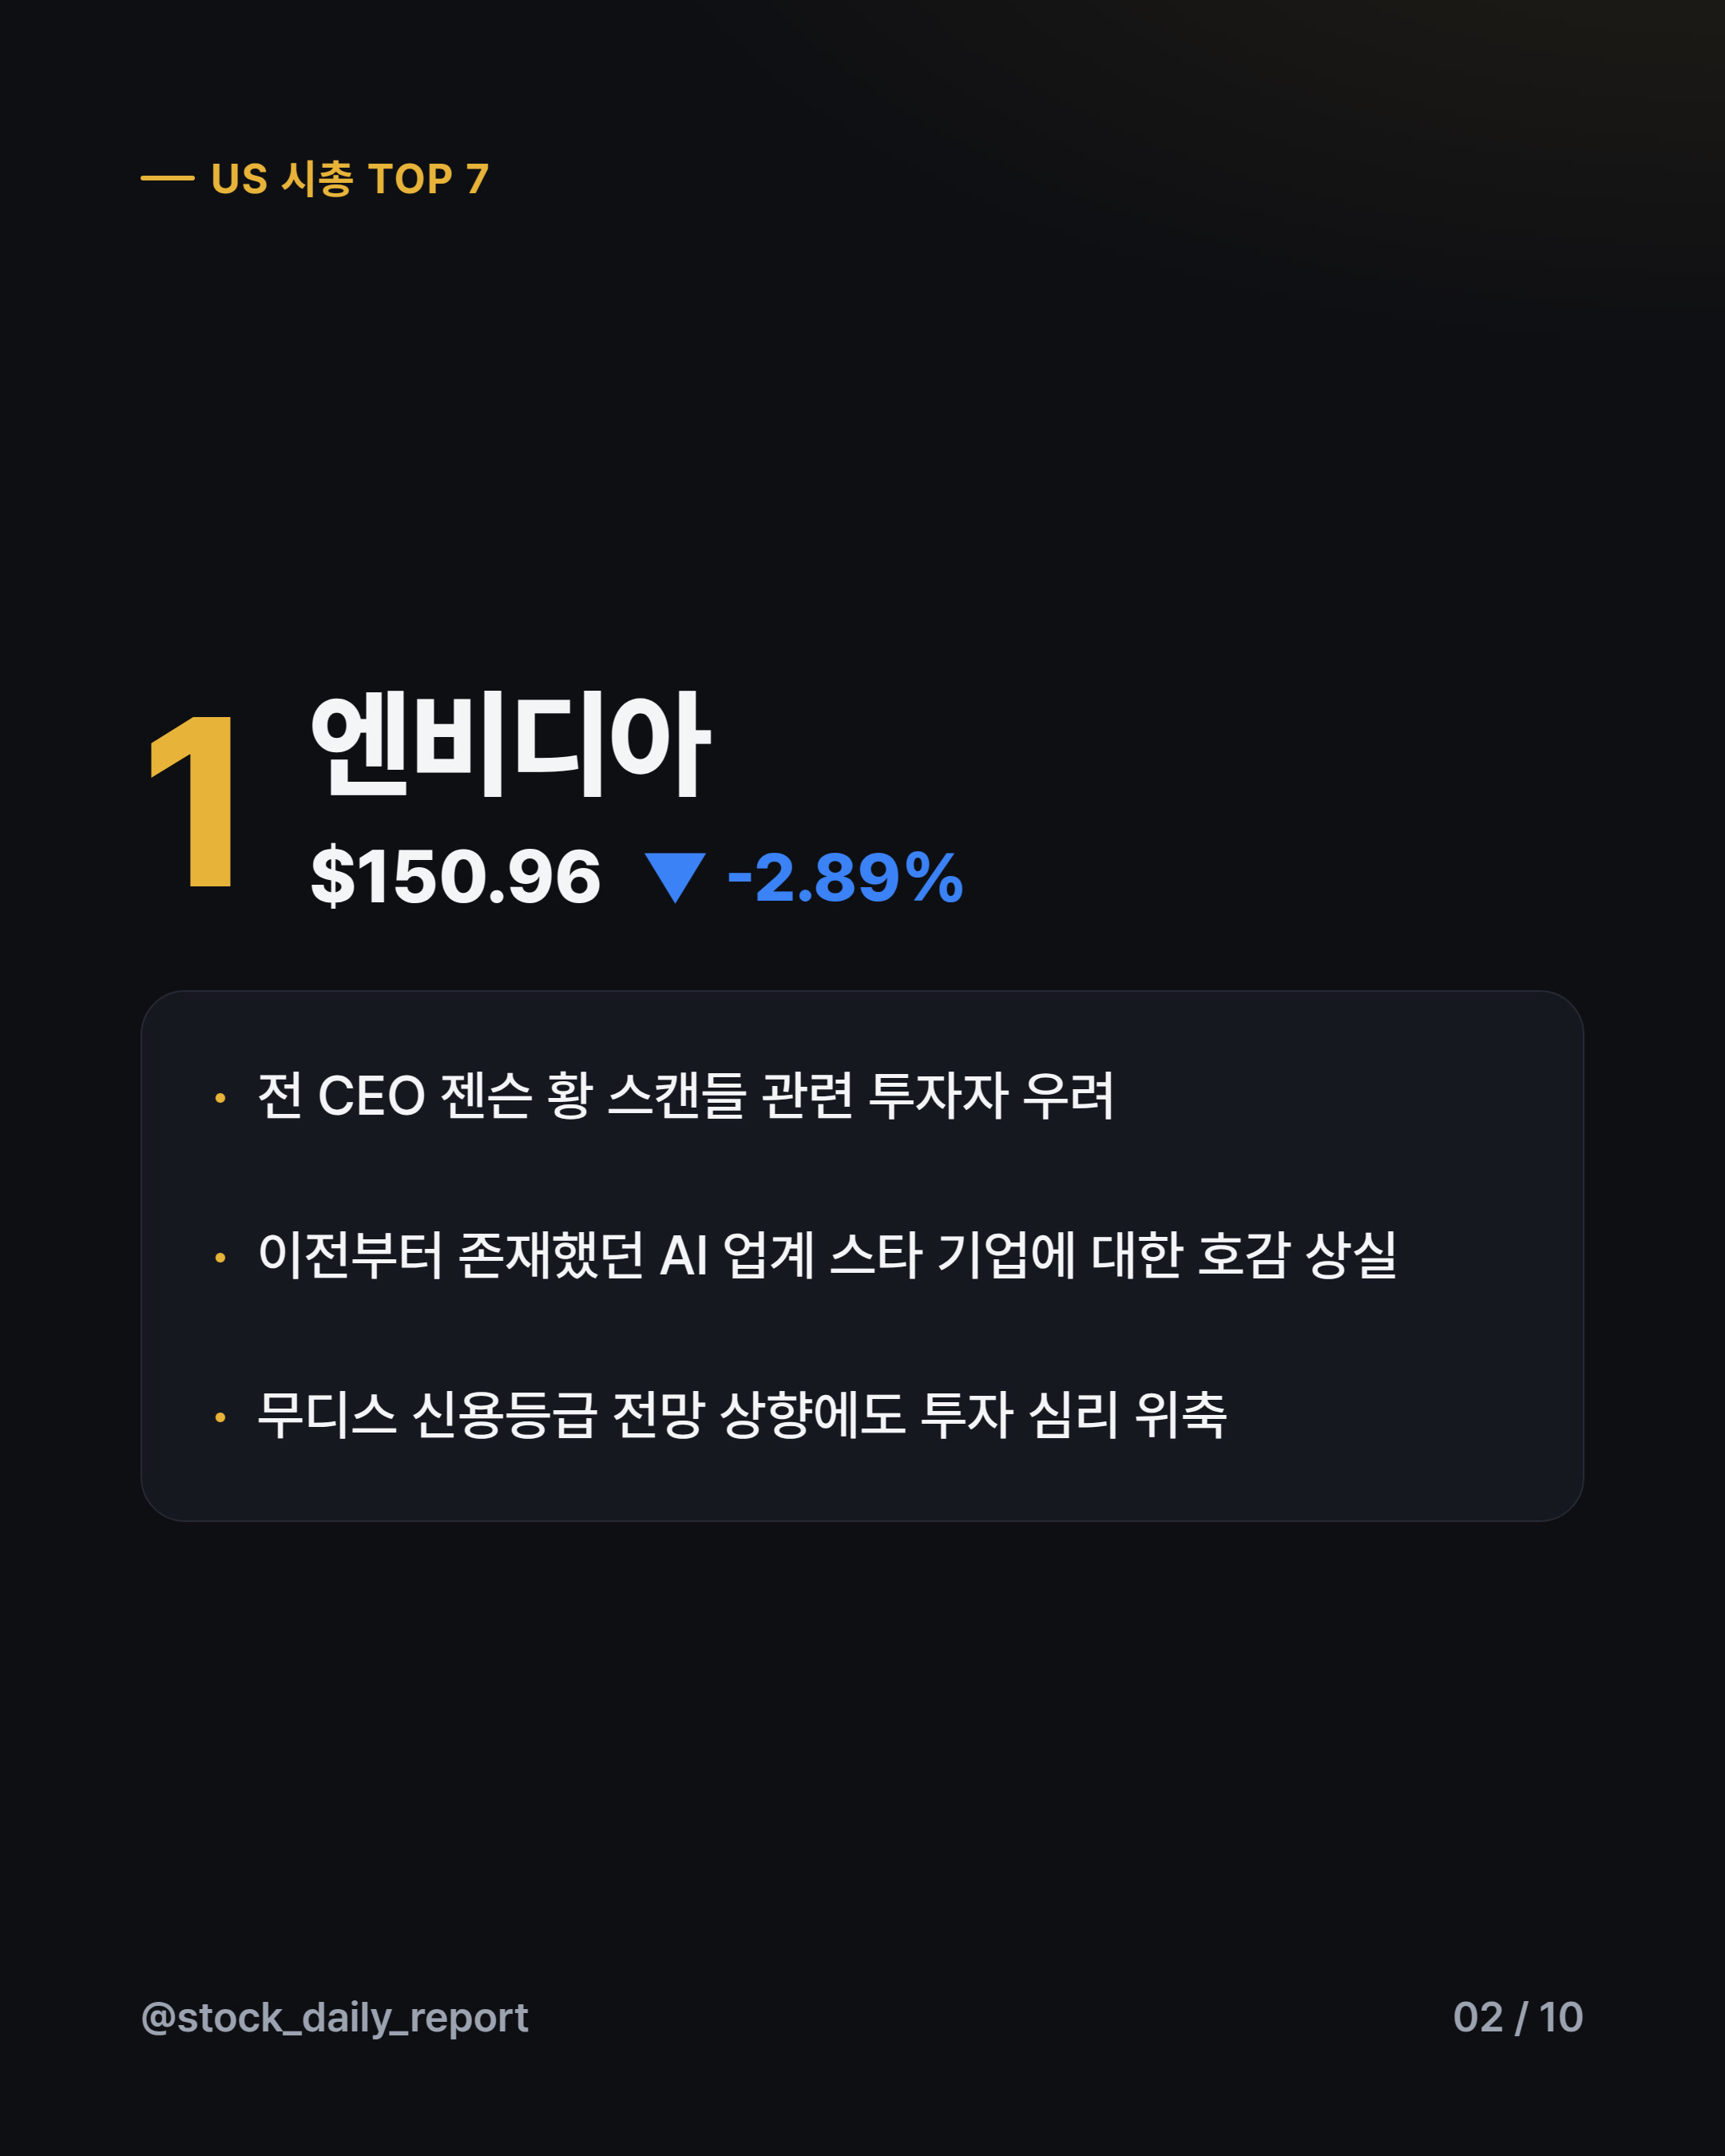 US 시총 TOP 7
1
엔비디아
$150.96 ▼ -2.89%
• 전 CEO 젠스 황 스캔들 관련 투자자 우려
• 이전부터 존재했던 AI 업계 스타 기업에 대한 호감 상실
• 무디스 신용등급 전망 상향에도 투자 심리 위축
@stock_daily_report
02 / 10